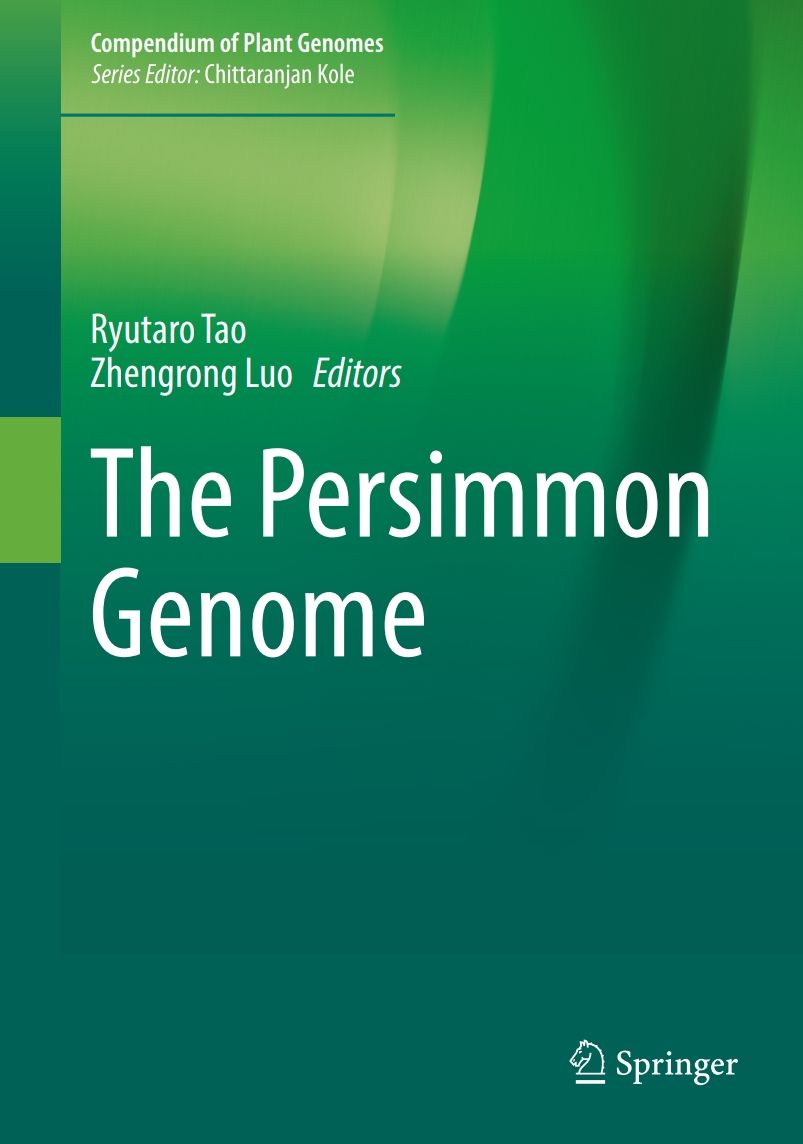 Compendium of Plant Genomes
Series Editor: Chittaranjan Kole
Ryutaro Tao
Zhengrong Luo Editors
The Persimmon
Genome
Springer